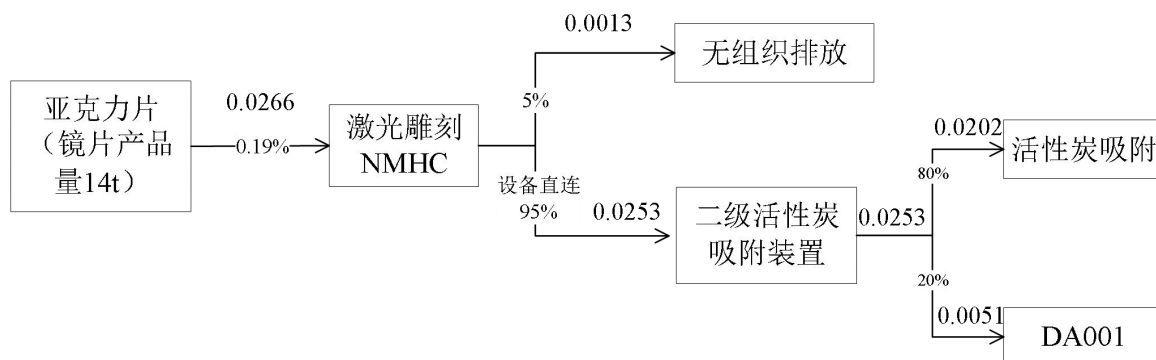 0.0013
无组织排放
5%
亚克力片
（镜片产品
量14t）
0.0266
0.19%
激光雕刻
NMHC
设备直连
95%
0.0253
二级活性炭
吸附装置
0.0253
0.0202
80%
活性炭吸附
20%
0.0051
DA001